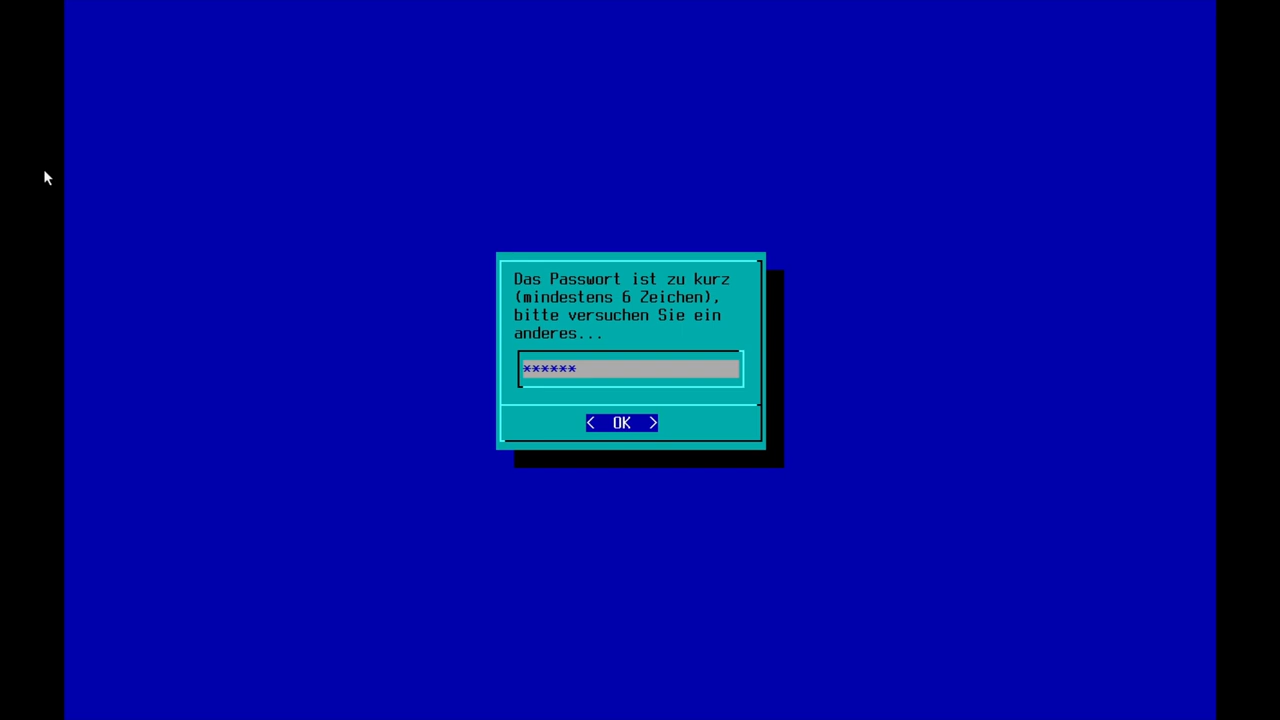 Das Passwort ist zu kurz
(mindestens 6 Zeichen),
bitte versuchen Sie ein
anderes...
******
< OK >